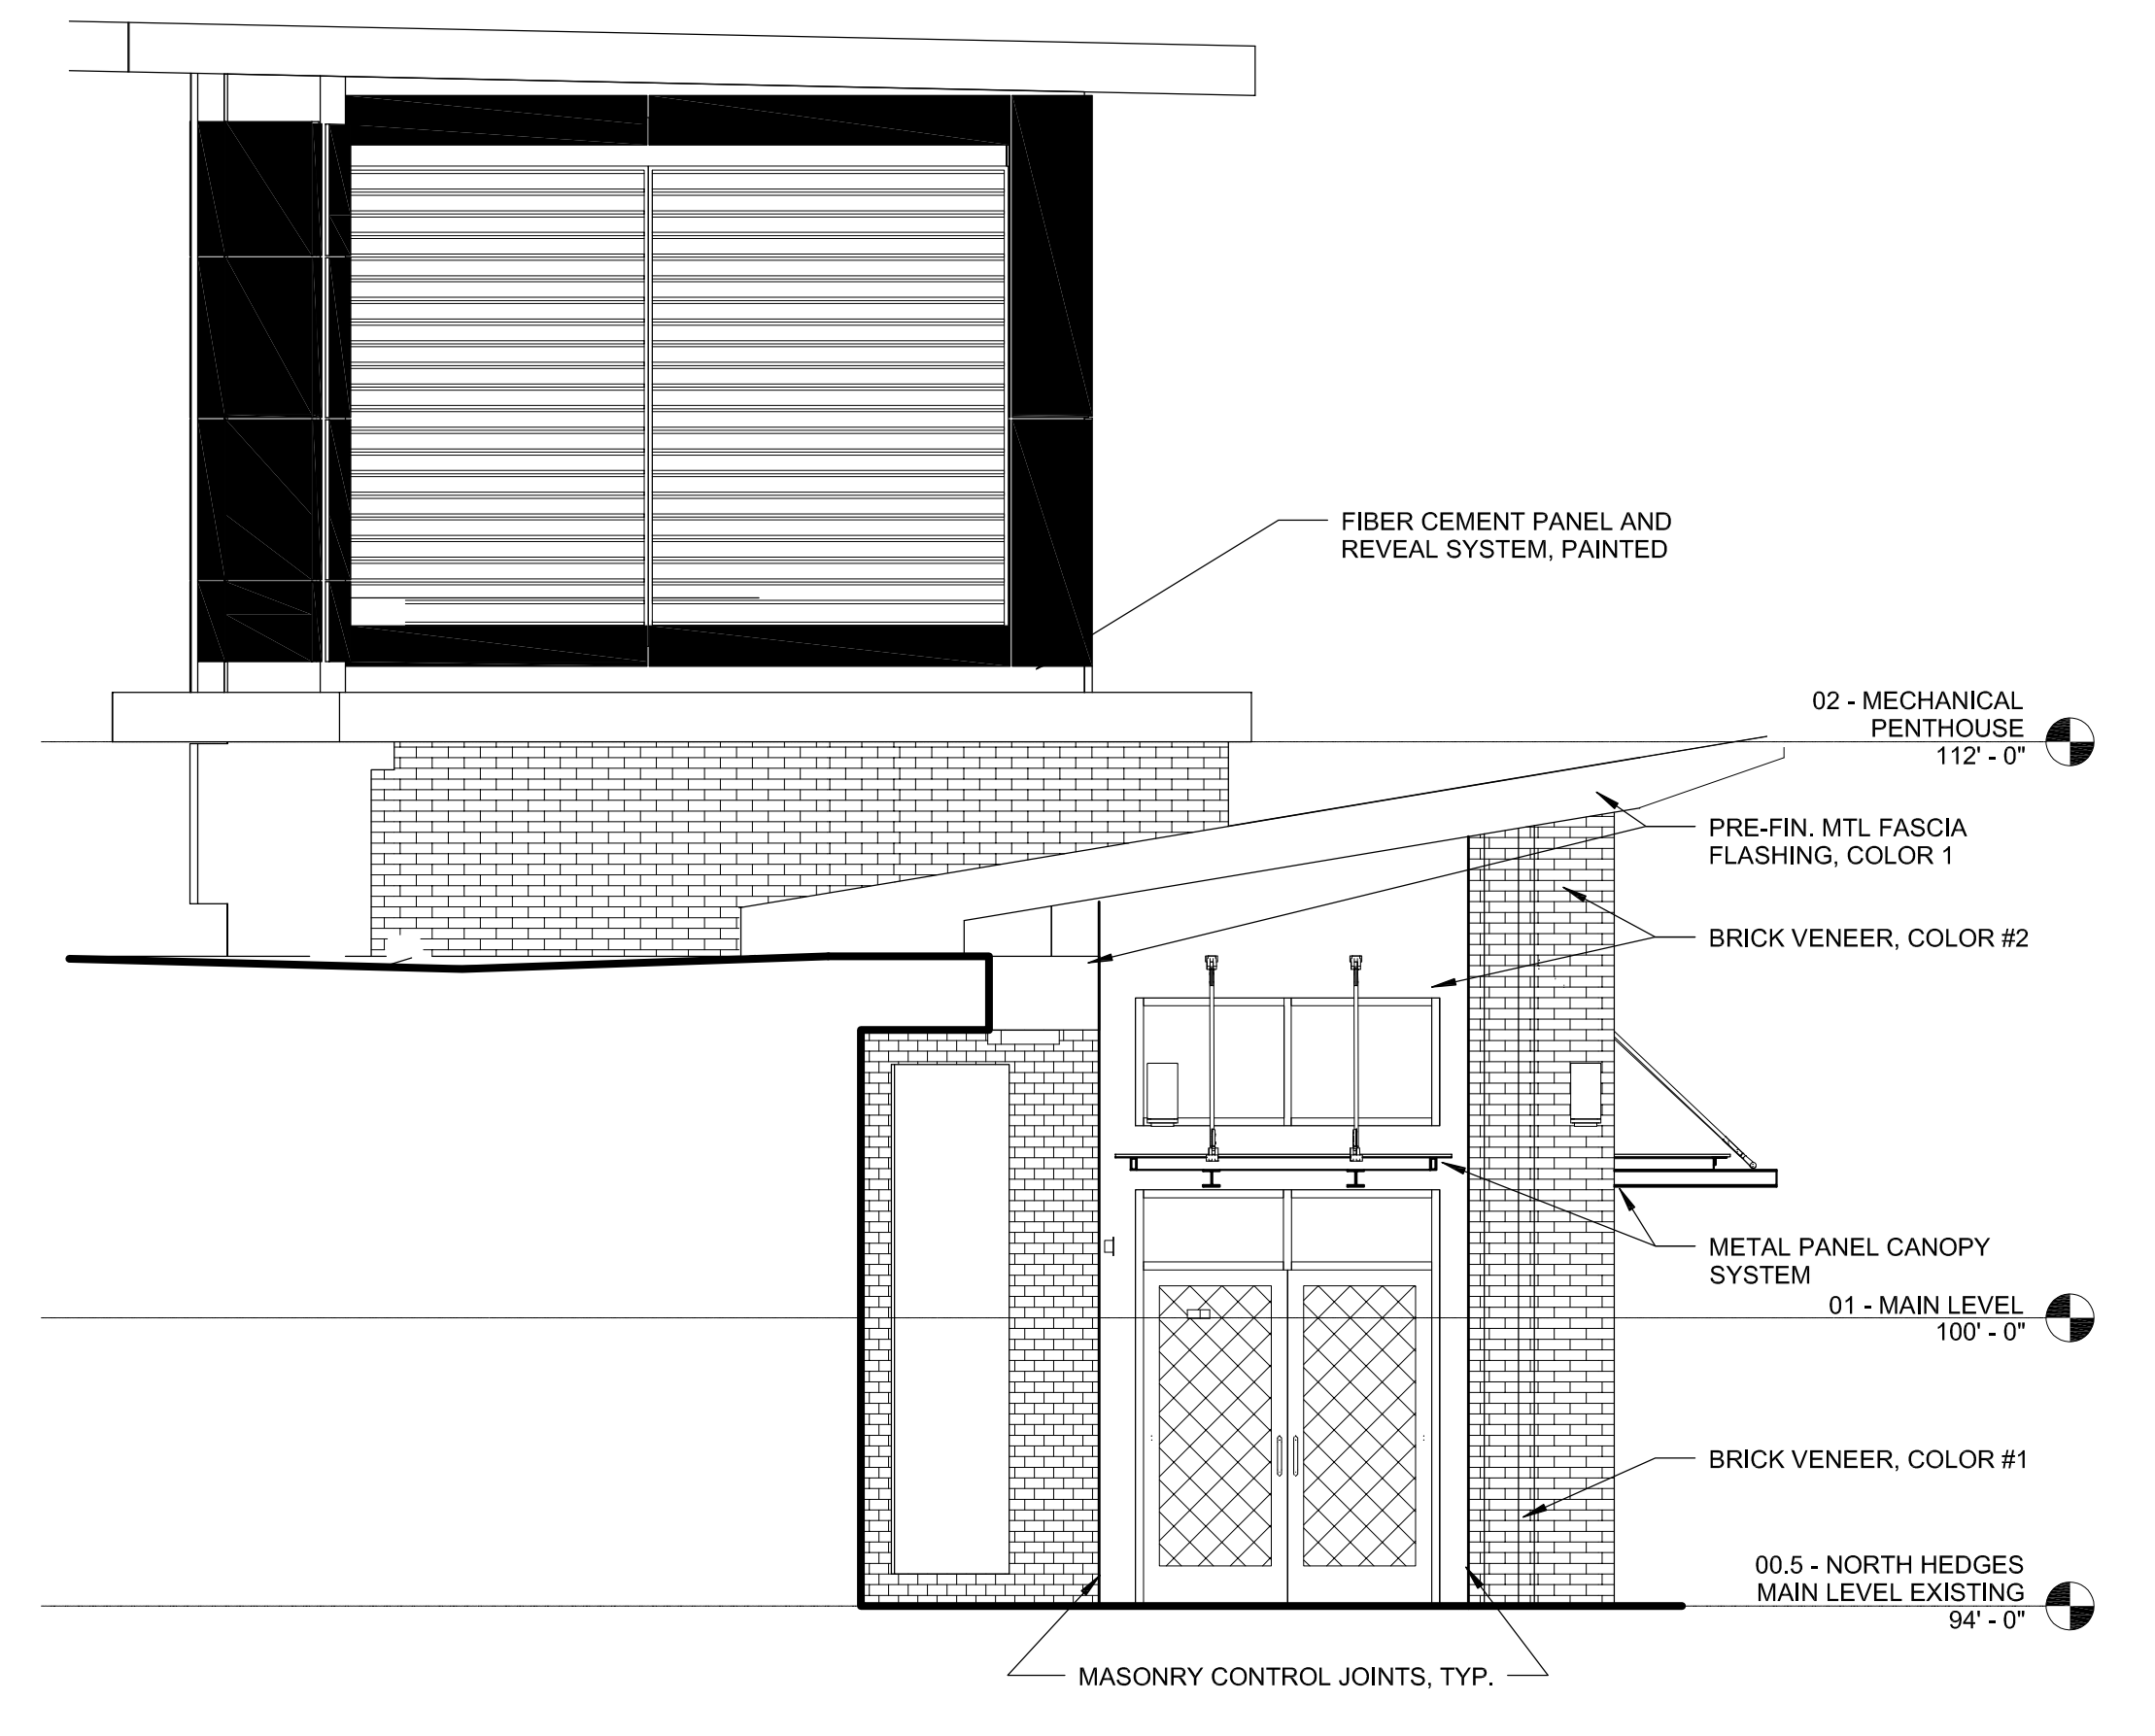 FIBER CEMENT PANEL AND
REVEAL SYSTEM, PAINTED
02 - MECHANICAL
PENTHOUSE
112' - 0"
PRE-FIN. MTL FASCIA
FLASHING, COLOR 1
BRICK VENEER, COLOR #2
METAL PANEL CANOPY
SYSTEM
01 - MAIN LEVEL
100' - 0"
BRICK VENEER, COLOR #1
00.5 - NORTH HEDGES
MAIN LEVEL EXISTING
94' - 0"
MASONRY CONTROL JOINTS, TYP.